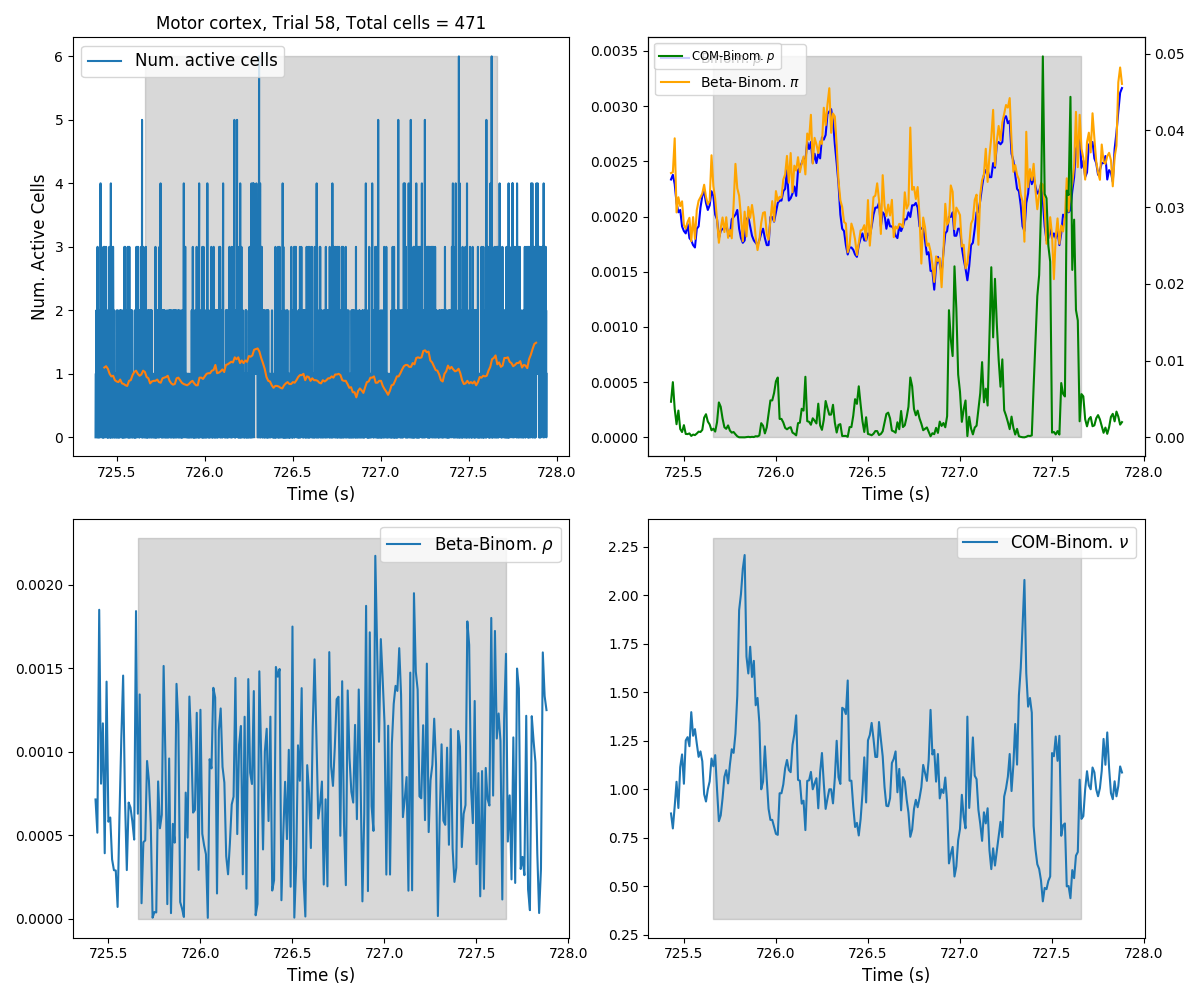 Motor cortex, Trial 58, Total cells = 471
Num. active cells
Num. Active Cells
6
5
4
3
2
1
0
725.5 726.0 726.5 727.0 727.5 728.0
Time (s)
COM-Binom. p
Beta-Binom. π
0.0035
0.0030
0.0025
0.0020
0.0015
0.0010
0.0005
0.0000
0.05
0.04
0.03
0.02
0.01
0.00
725.5 726.0 726.5 727.0 727.5 728.0
Time (s)
Beta-Binom. ρ
0.0020
0.0015
0.0010
0.0005
0.0000
725.5 726.0 726.5 727.0 727.5 728.0
Time (s)
COM-Binom. ν
2.25
2.00
1.75
1.50
1.25
1.00
0.75
0.50
0.25
725.5 726.0 726.5 727.0 727.5 728.0
Time (s)